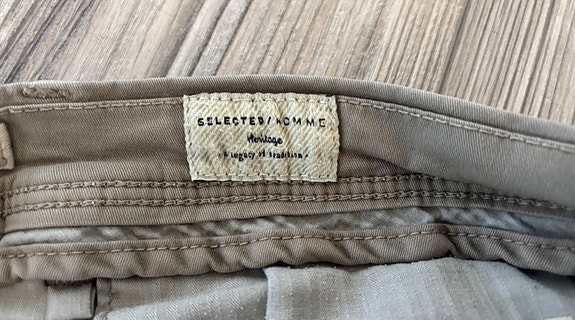 SELECTED/HOMME
Heritage
· A legacy of tradition ·